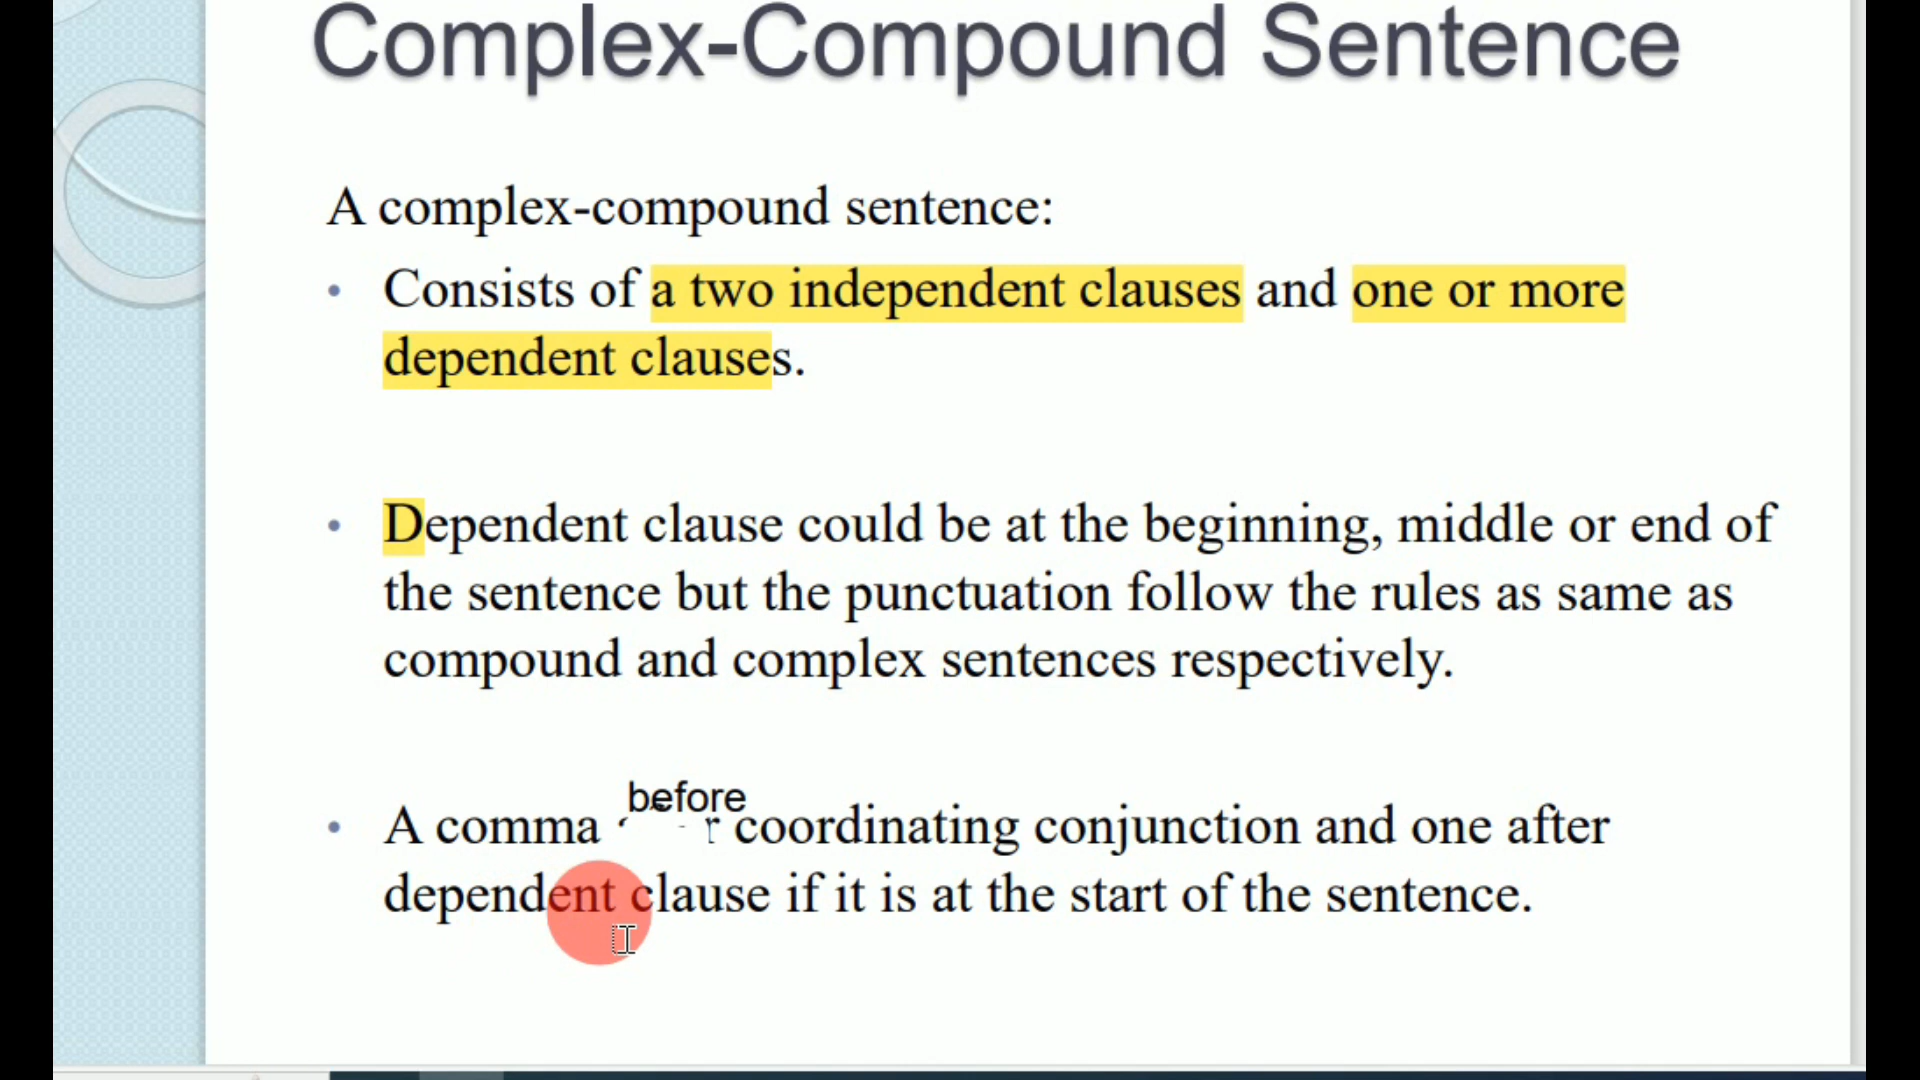 Complex-Compound Sentence
A complex-compound sentence:
• Consists of a two independent clauses and one or more
dependent clauses.
• Dependent clause could be at the beginning, middle or end of
the sentence but the punctuation follow the rules as same as
compound and complex sentences respectively.
before
• A comma coordinating conjunction and one after
dependent clause if it is at the start of the sentence.